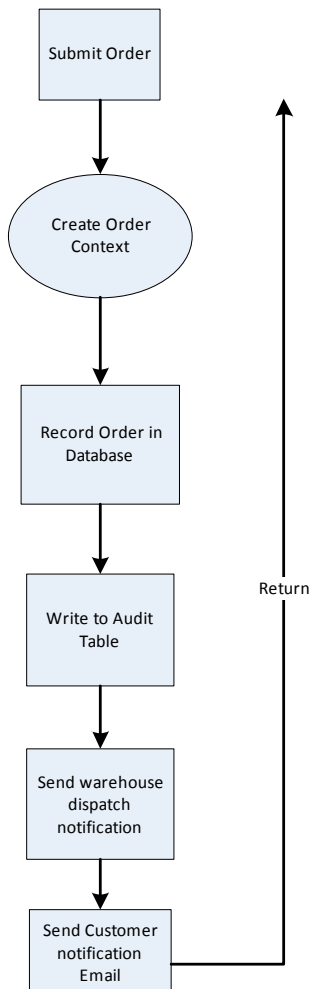 Submit Order
Create Order
Context
Record Order in
Database
Write to Audit
Table
Return
Send warehouse
dispatch
notification
Send Customer
notification
Email